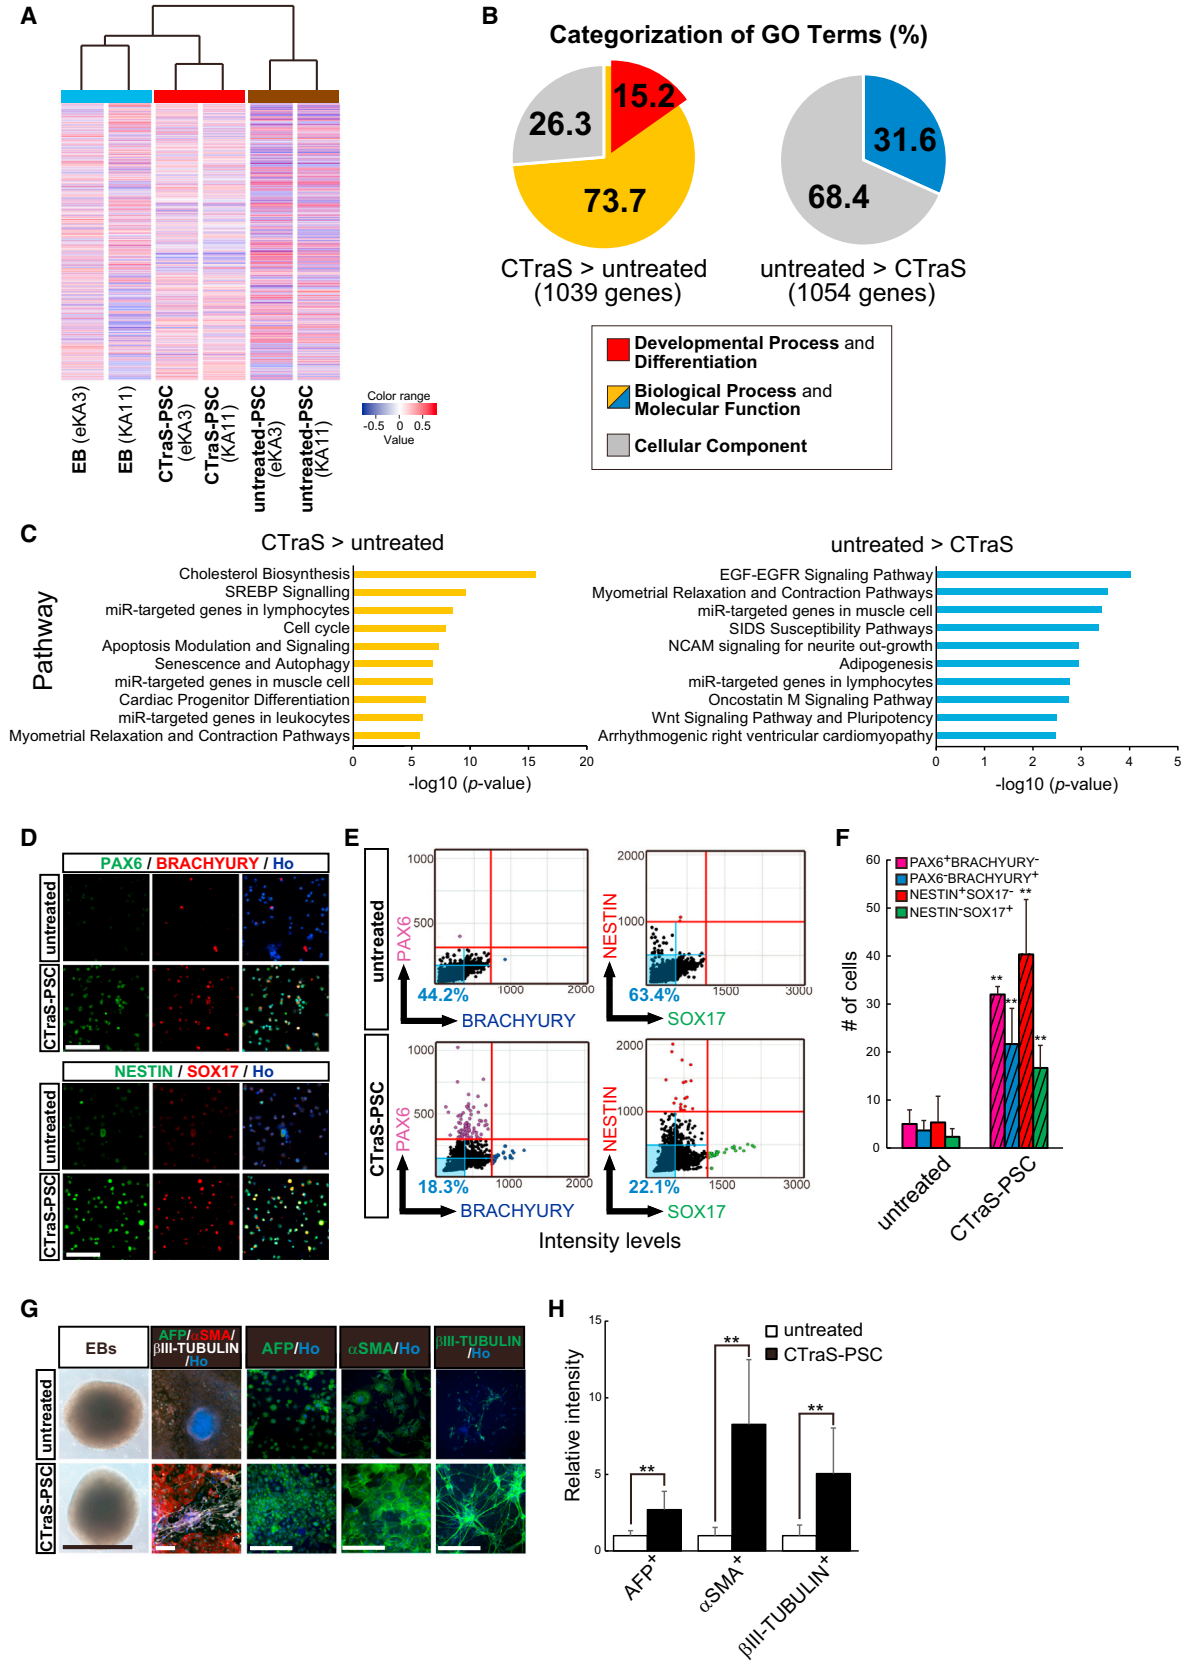 A
EB (eKA3)
EB (KA11)
CTraS-PSC
(eKA3)
CTraS-PSC
(KA11)
untreated-PSC
(eKA3)
untreated-PSC
(KA11)
Color range
-0.5 0 0.5
Value
B
Categorization of GO Terms (%)
15.2
26.3
73.7
31.6
68.4
CTraS > untreated
(1039 genes)
untreated > CTraS
(1054 genes)
Developmental Process and
Differentiation
Biological Process and
Molecular Function
Cellular Component
C
Pathway
CTraS > untreated
Cholesterol Biosynthesis
SREBP Signalling
miR-targeted genes in lymphocytes
Cell cycle
Apoptosis Modulation and Signaling
Senescence and Autophagy
miR-targeted genes in muscle cell
Cardiac Progenitor Differentiation
miR-targeted genes in leukocytes
Myometrial Relaxation and Contraction Pathways
0 5 10 15 20
-log10 (p-value)
untreated > CTraS
EGF-EGFR Signaling Pathway
Myometrial Relaxation and Contraction Pathways
miR-targeted genes in muscle cell
SIDS Susceptibility Pathways
NCAM signaling for neurite out-growth
Adipogenesis
miR-targeted genes in lymphocytes
Oncostatin M Signaling Pathway
Wnt Signaling Pathway and Pluripotency
Arrhythmogenic right ventricular cardiomyopathy
0 1 2 3 4 5
-log10 (p-value)
D
PAX6 / BRACHYURY / Ho
untreated
CTraS-PSC
NESTIN / SOX17 / Ho
untreated
CTraS-PSC
E
untreated
1000
500
PAX6
44.2%
1000 2000
BRACHYURY
2000
1000
NESTIN
63.4%
1500 3000
SOX17
CTraS-PSC
1000
500
PAX6
18.3%
1000 2000
BRACHYURY
2000
1000
NESTIN
22.1%
1500 3000
SOX17
Intensity levels
F
# of cells
60
50
40
30
20
10
0
PAX6⁺BRACHYURY⁻
PAX6⁻BRACHYURY⁺
NESTIN⁺SOX17⁻
NESTIN⁻SOX17⁺
** ** ** **
untreated
CTraS-PSC
G
EBs
AFP/αSMA/
βIII-TUBULIN
/Ho
AFP/Ho
αSMA/Ho
βIII-TUBULIN
/Ho
untreated
CTraS-PSC
H
Relative intensity
15
10
5
0
untreated
CTraS-PSC
** ** **
AFP⁺
αSMA⁺
βIII-TUBULIN⁺